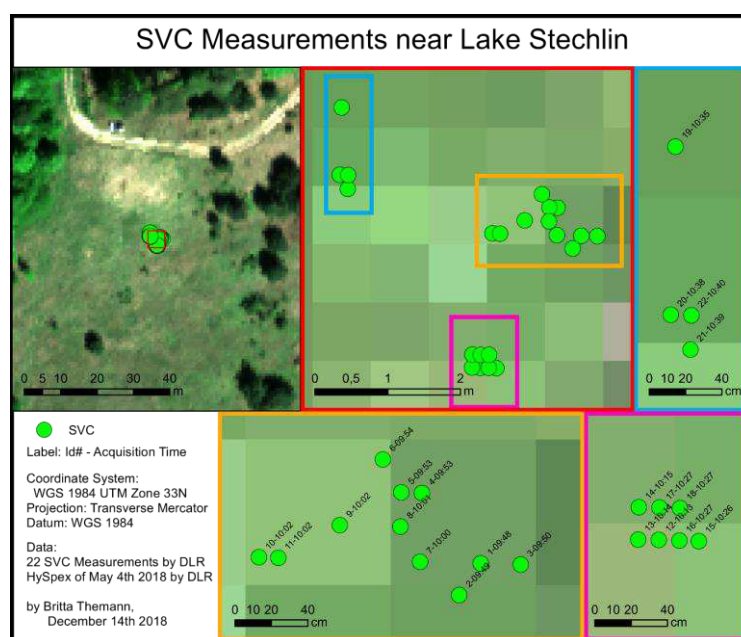 SVC Measurements near Lake Stechlin
0 5 10 20 30 40
m
0 0,5 1 2
m
19-10:35
20-10:38
22-10:40
21-10:39
0 10 20 40
cm
SVC
Label: Id# - Acquisition Time
Coordinate System:
WGS 1984 UTM Zone 33N
Projection: Transverse Mercator
Datum: WGS 1984
Data:
22 SVC Measurements by DLR
HySpex of May 4th 2018 by DLR
by Britta Themann,
December 14th 2018
6-09:54
5-09:53
4-09:53
9-10:02
8-10:01
10-10:02
11-10:02
7-10:00
1-09:48
3-09:50
2-09:49
0 10 20 40
cm
14-10:15
17-10:27
18-10:27
13-10:14
12-10:13
16-10:27
15-10:26
0 10 20 40
cm